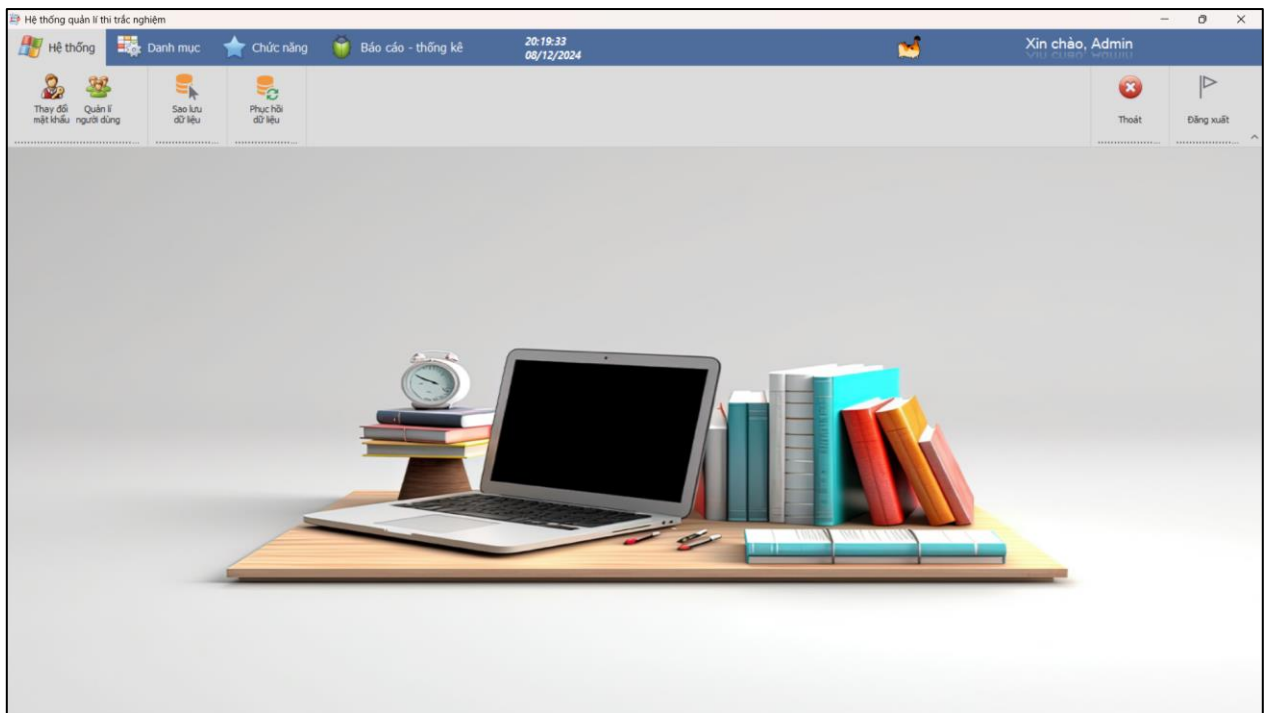 Hệ thống quản lí thi trắc nghiệm
Hệ thống Danh mục Chức năng Báo cáo - thống kê
20:19:33
08/12/2024
Xin chào, Admin
Thay đổi
mật khẩu
Quản lí
người dùng
Sao lưu
dữ liệu
Phục hồi
dữ liệu
Thoát
Đăng xuất